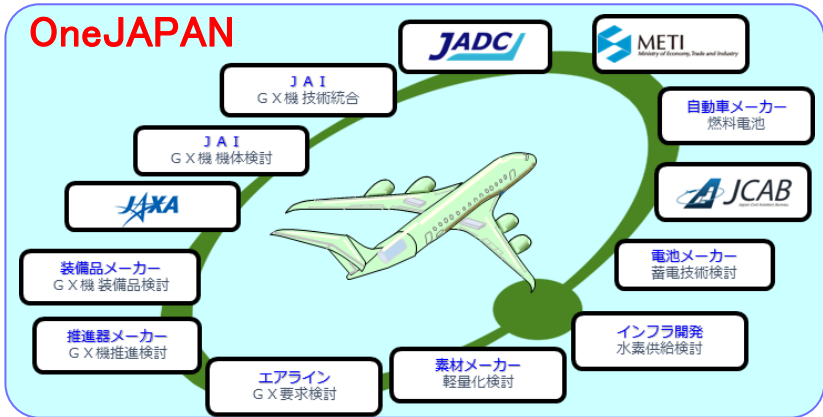 OneJAPAN
JADC
METI
Ministry of Economy, Trade and Industry
ＪＡＩ
ＧＸ機 技術統合
自動車メーカー
燃料電池
ＪＡＩ
ＧＸ機 機体検討
JAXA
JCAB
Japan Civil Aviation Bureau
装備品メーカー
ＧＸ機 装備品検討
電池メーカー
蓄電技術検討
推進器メーカー
ＧＸ機推進検討
インフラ開発
水素供給検討
エアライン
ＧＸ要求検討
素材メーカー
軽量化検討